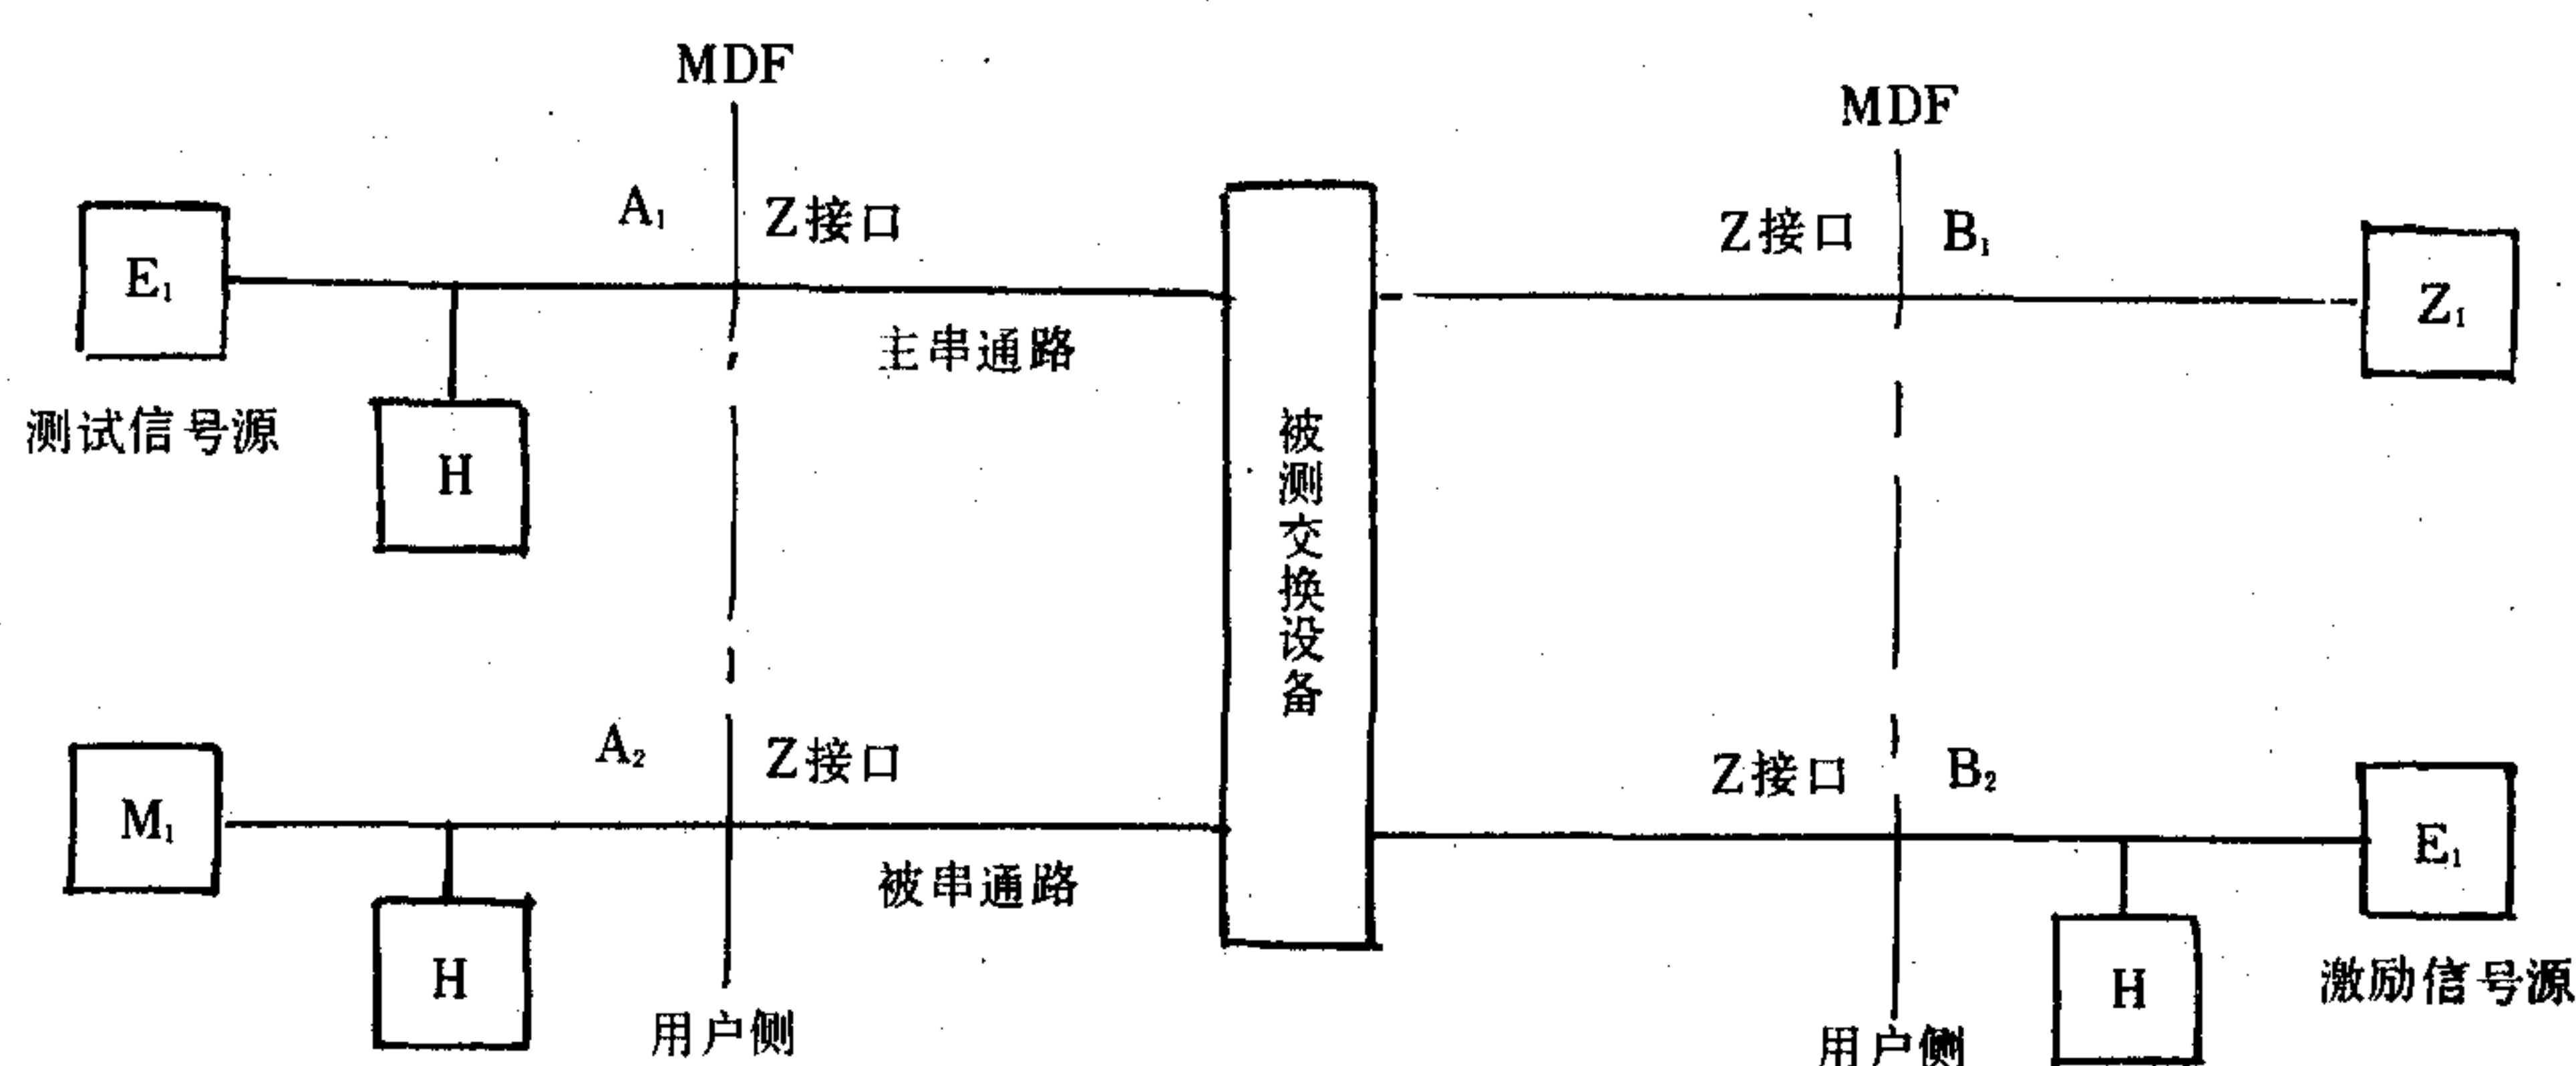 MDF
MDF
A₁
Z接口
Z接口
B₁
E₁
Z₁
主串通路
测试信号源
H
被测交换设备
A₂
Z接口
Z接口
B₂
M₁
E₁
被串通路
H
H
激励信号源
用户侧
用户侧